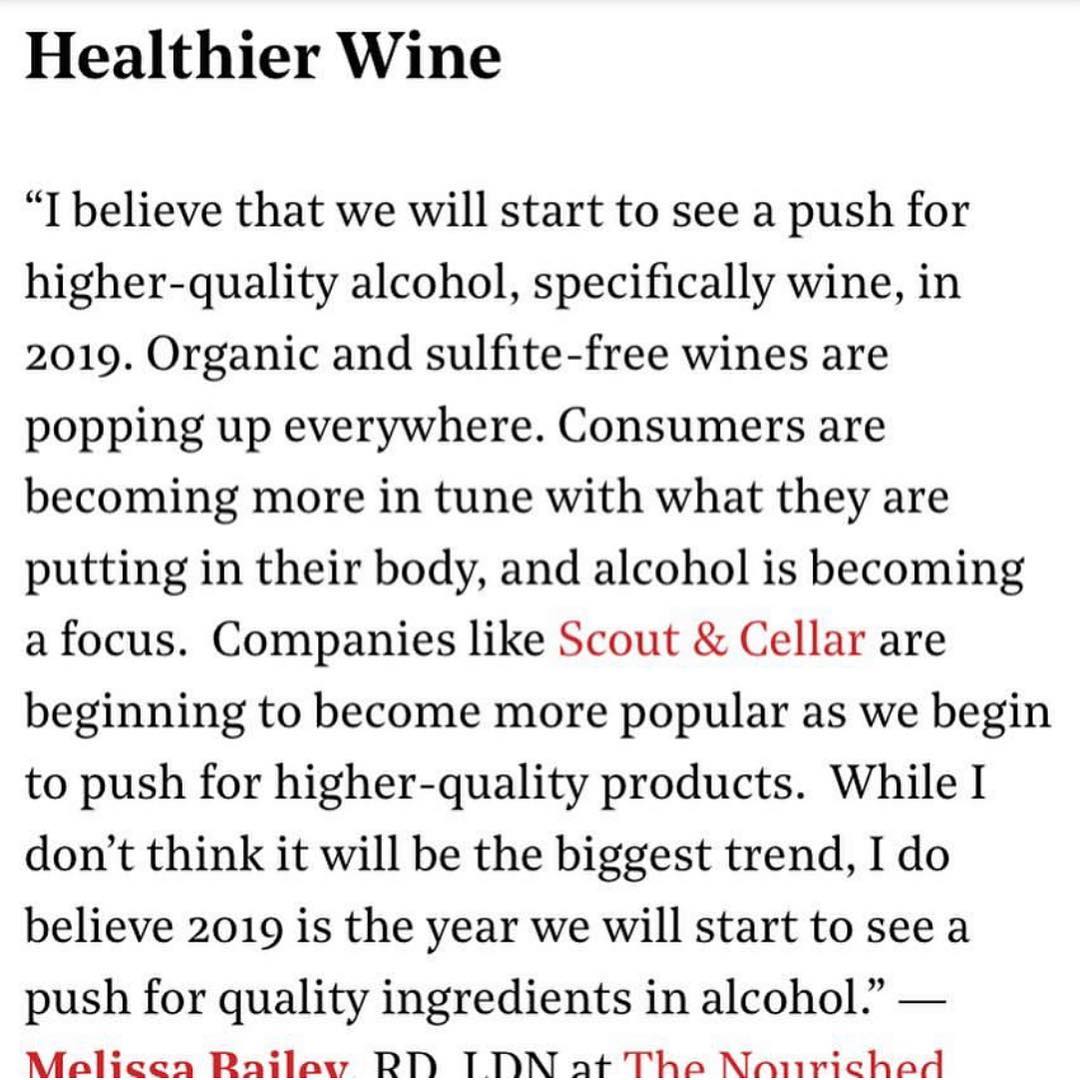 Healthier Wine
“I believe that we will start to see a push for
higher-quality alcohol, specifically wine, in
2019. Organic and sulfite-free wines are
popping up everywhere. Consumers are
becoming more in tune with what they are
putting in their body, and alcohol is becoming
a focus.  Companies like Scout & Cellar are
beginning to become more popular as we begin
to push for higher-quality products.  While I
don’t think it will be the biggest trend, I do
believe 2019 is the year we will start to see a
push for quality ingredients in alcohol.” —
Melissa Bailey, RD, LDN at The Nourished